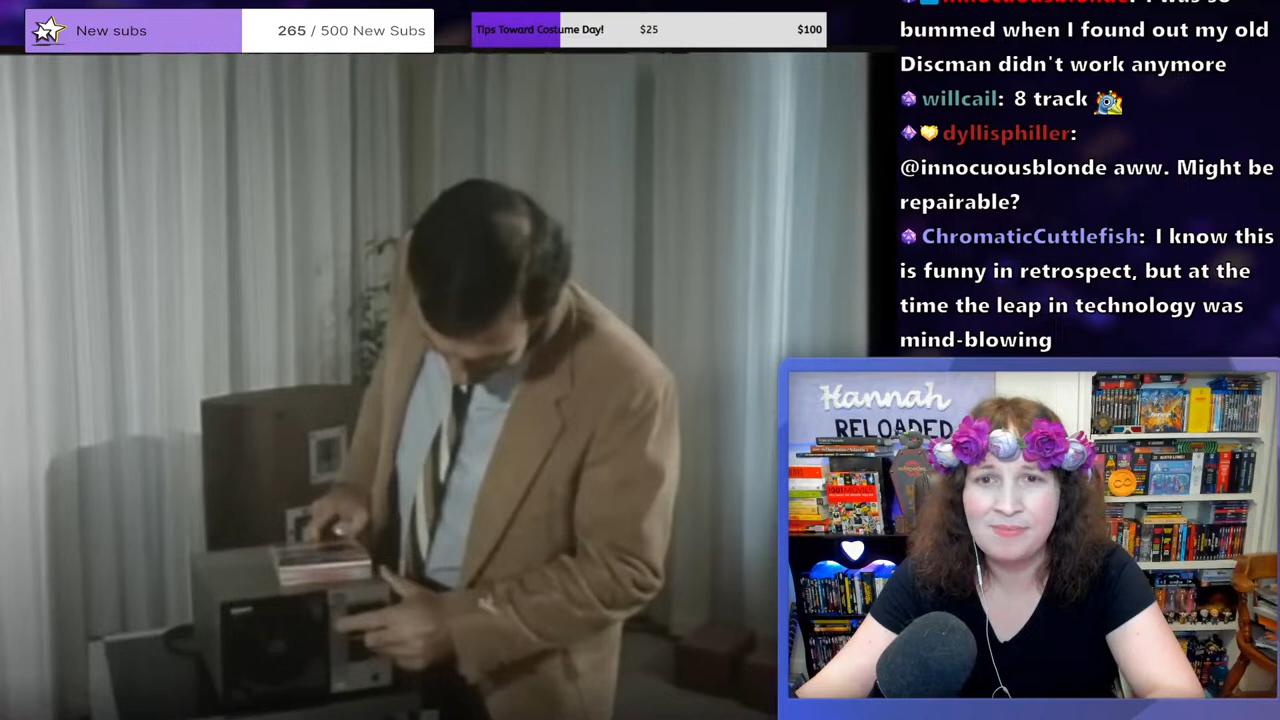 New subs
265 / 500 New Subs
Tips Toward Costume Day!
$25
$100
bummed when I found out my old
Discman didn't work anymore
willcail: 8 track
dyllisphiller:
@innocuousblonde aww. Might be
repairable?
ChromaticCuttlefish: I know this
is funny in retrospect, but at the
time the leap in technology was
mind-blowing
Hannah
RELOADED